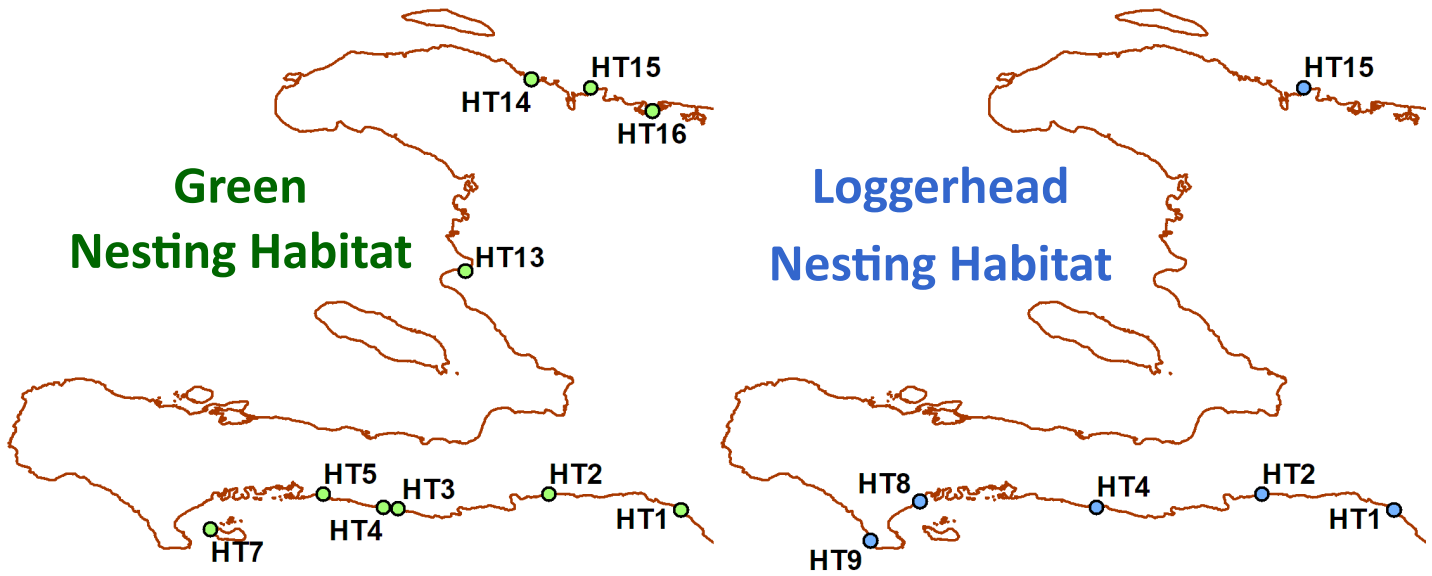 HT15
HT14
HT16
Green
Nesting Habitat
HT13
HT5
HT3
HT2
HT4
HT1
HT7
HT15
Loggerhead
Nesting Habitat
HT8
HT4
HT2
HT1
HT9